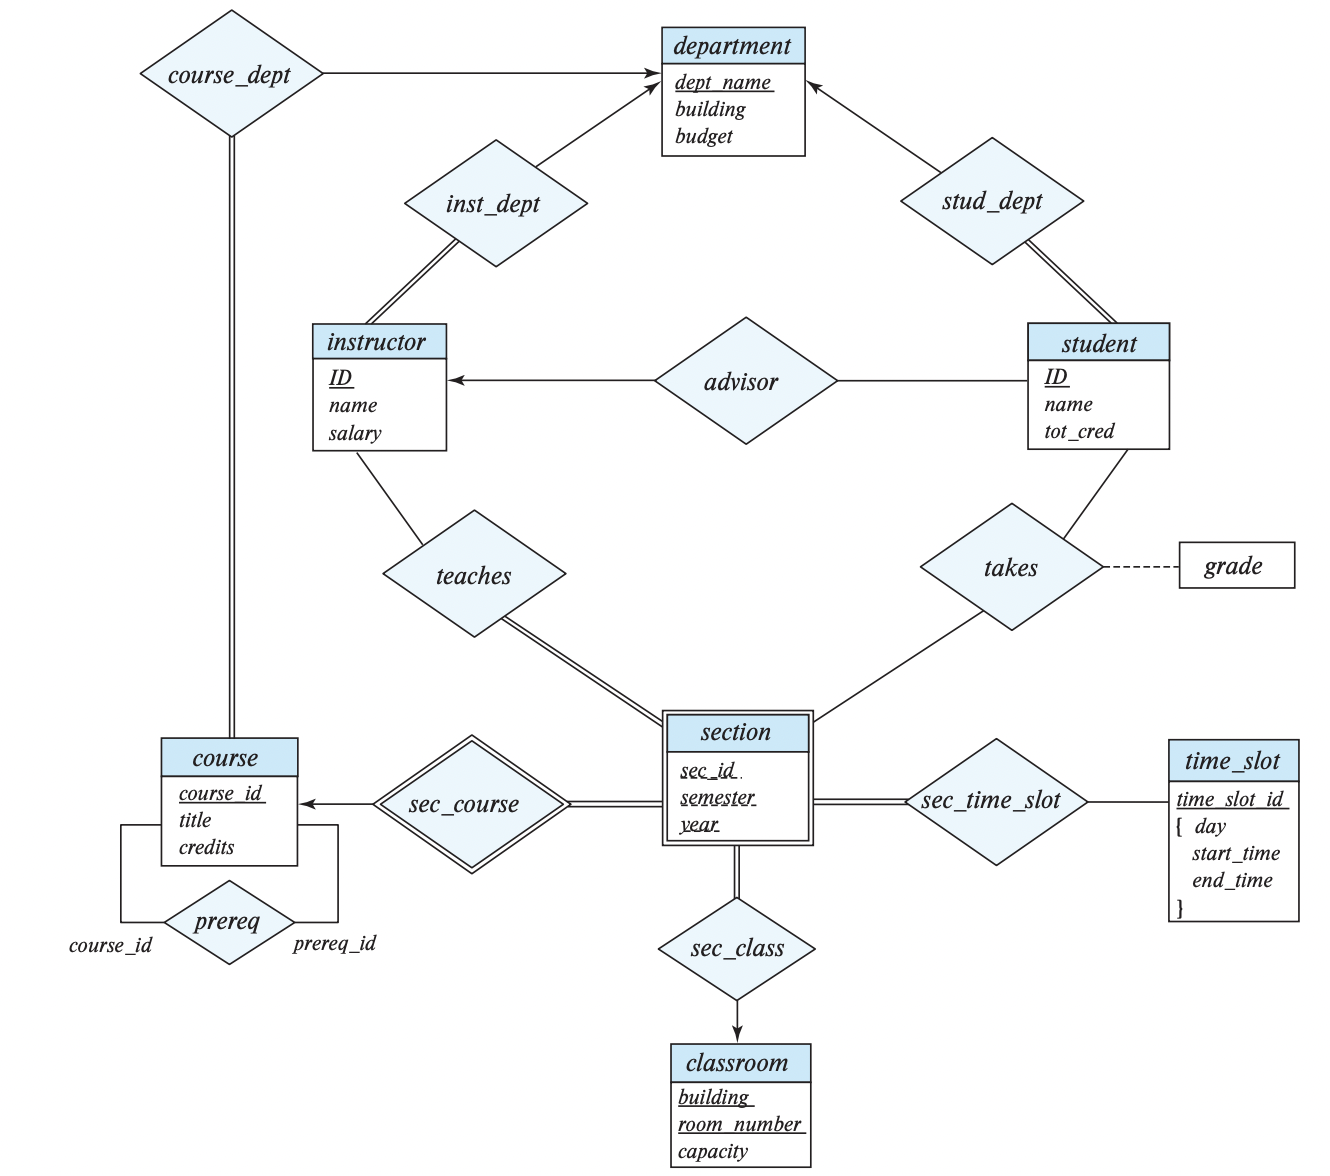 department
course_dept
dept_name
building
budget
inst_dept
stud_dept
instructor
ID
name
salary
advisor
student
ID
name
tot_cred
teaches
takes
grade
section
sec_id
semester
year
course
course_id
title
credits
sec_course
sec_time_slot
time_slot
time_slot_id
{ day
start_time
end_time
}
prereq
course_id
prereq_id
sec_class
classroom
building
room_number
capacity